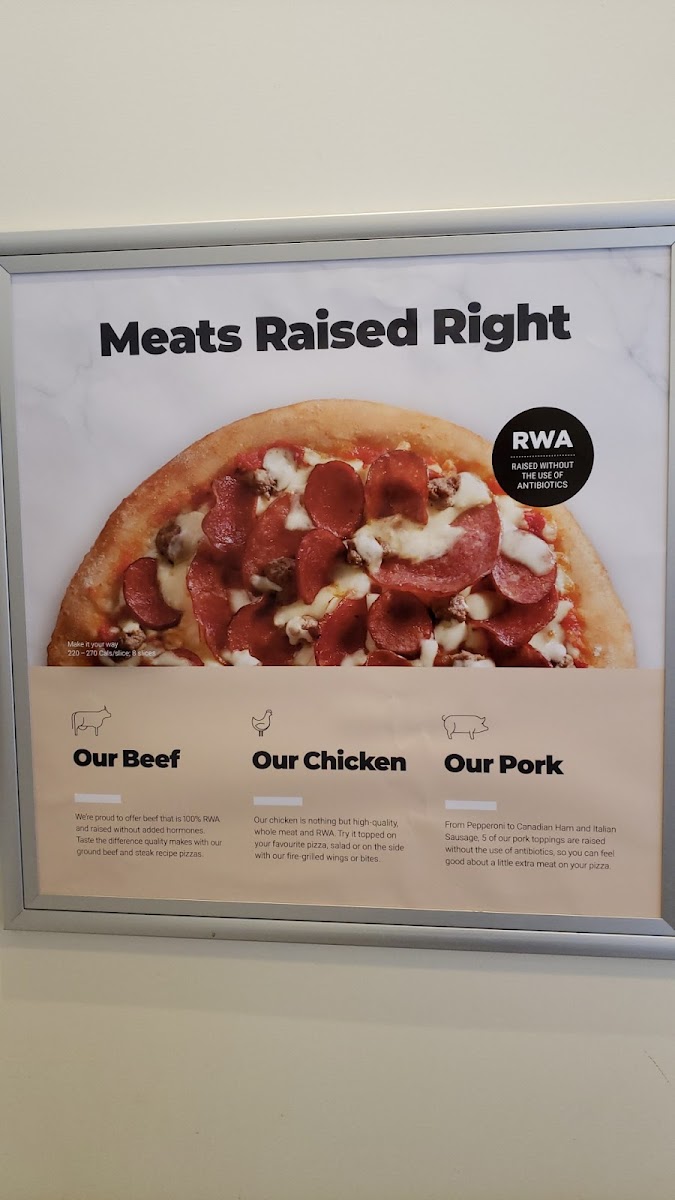 Meats Raised Right
RWA
RAISED WITHOUT
THE USE OF
ANTIBIOTICS
Make it your way
220 – 270 Cals/slice; 8 slices
Our Beef
We're proud to offer beef that is 100% RWA
and raised without added hormones.
Taste the difference quality makes with our
ground beef and steak recipe pizzas.
Our Chicken
Our chicken is nothing but high-quality,
whole meat and RWA. Try it topped on
your favourite pizza, salad or on the side
with our fire-grilled wings or bites.
Our Pork
From Pepperoni to Canadian Ham and Italian
Sausage, 5 of our pork toppings are raised
without the use of antibiotics, so you can feel
good about a little extra meat on your pizza.